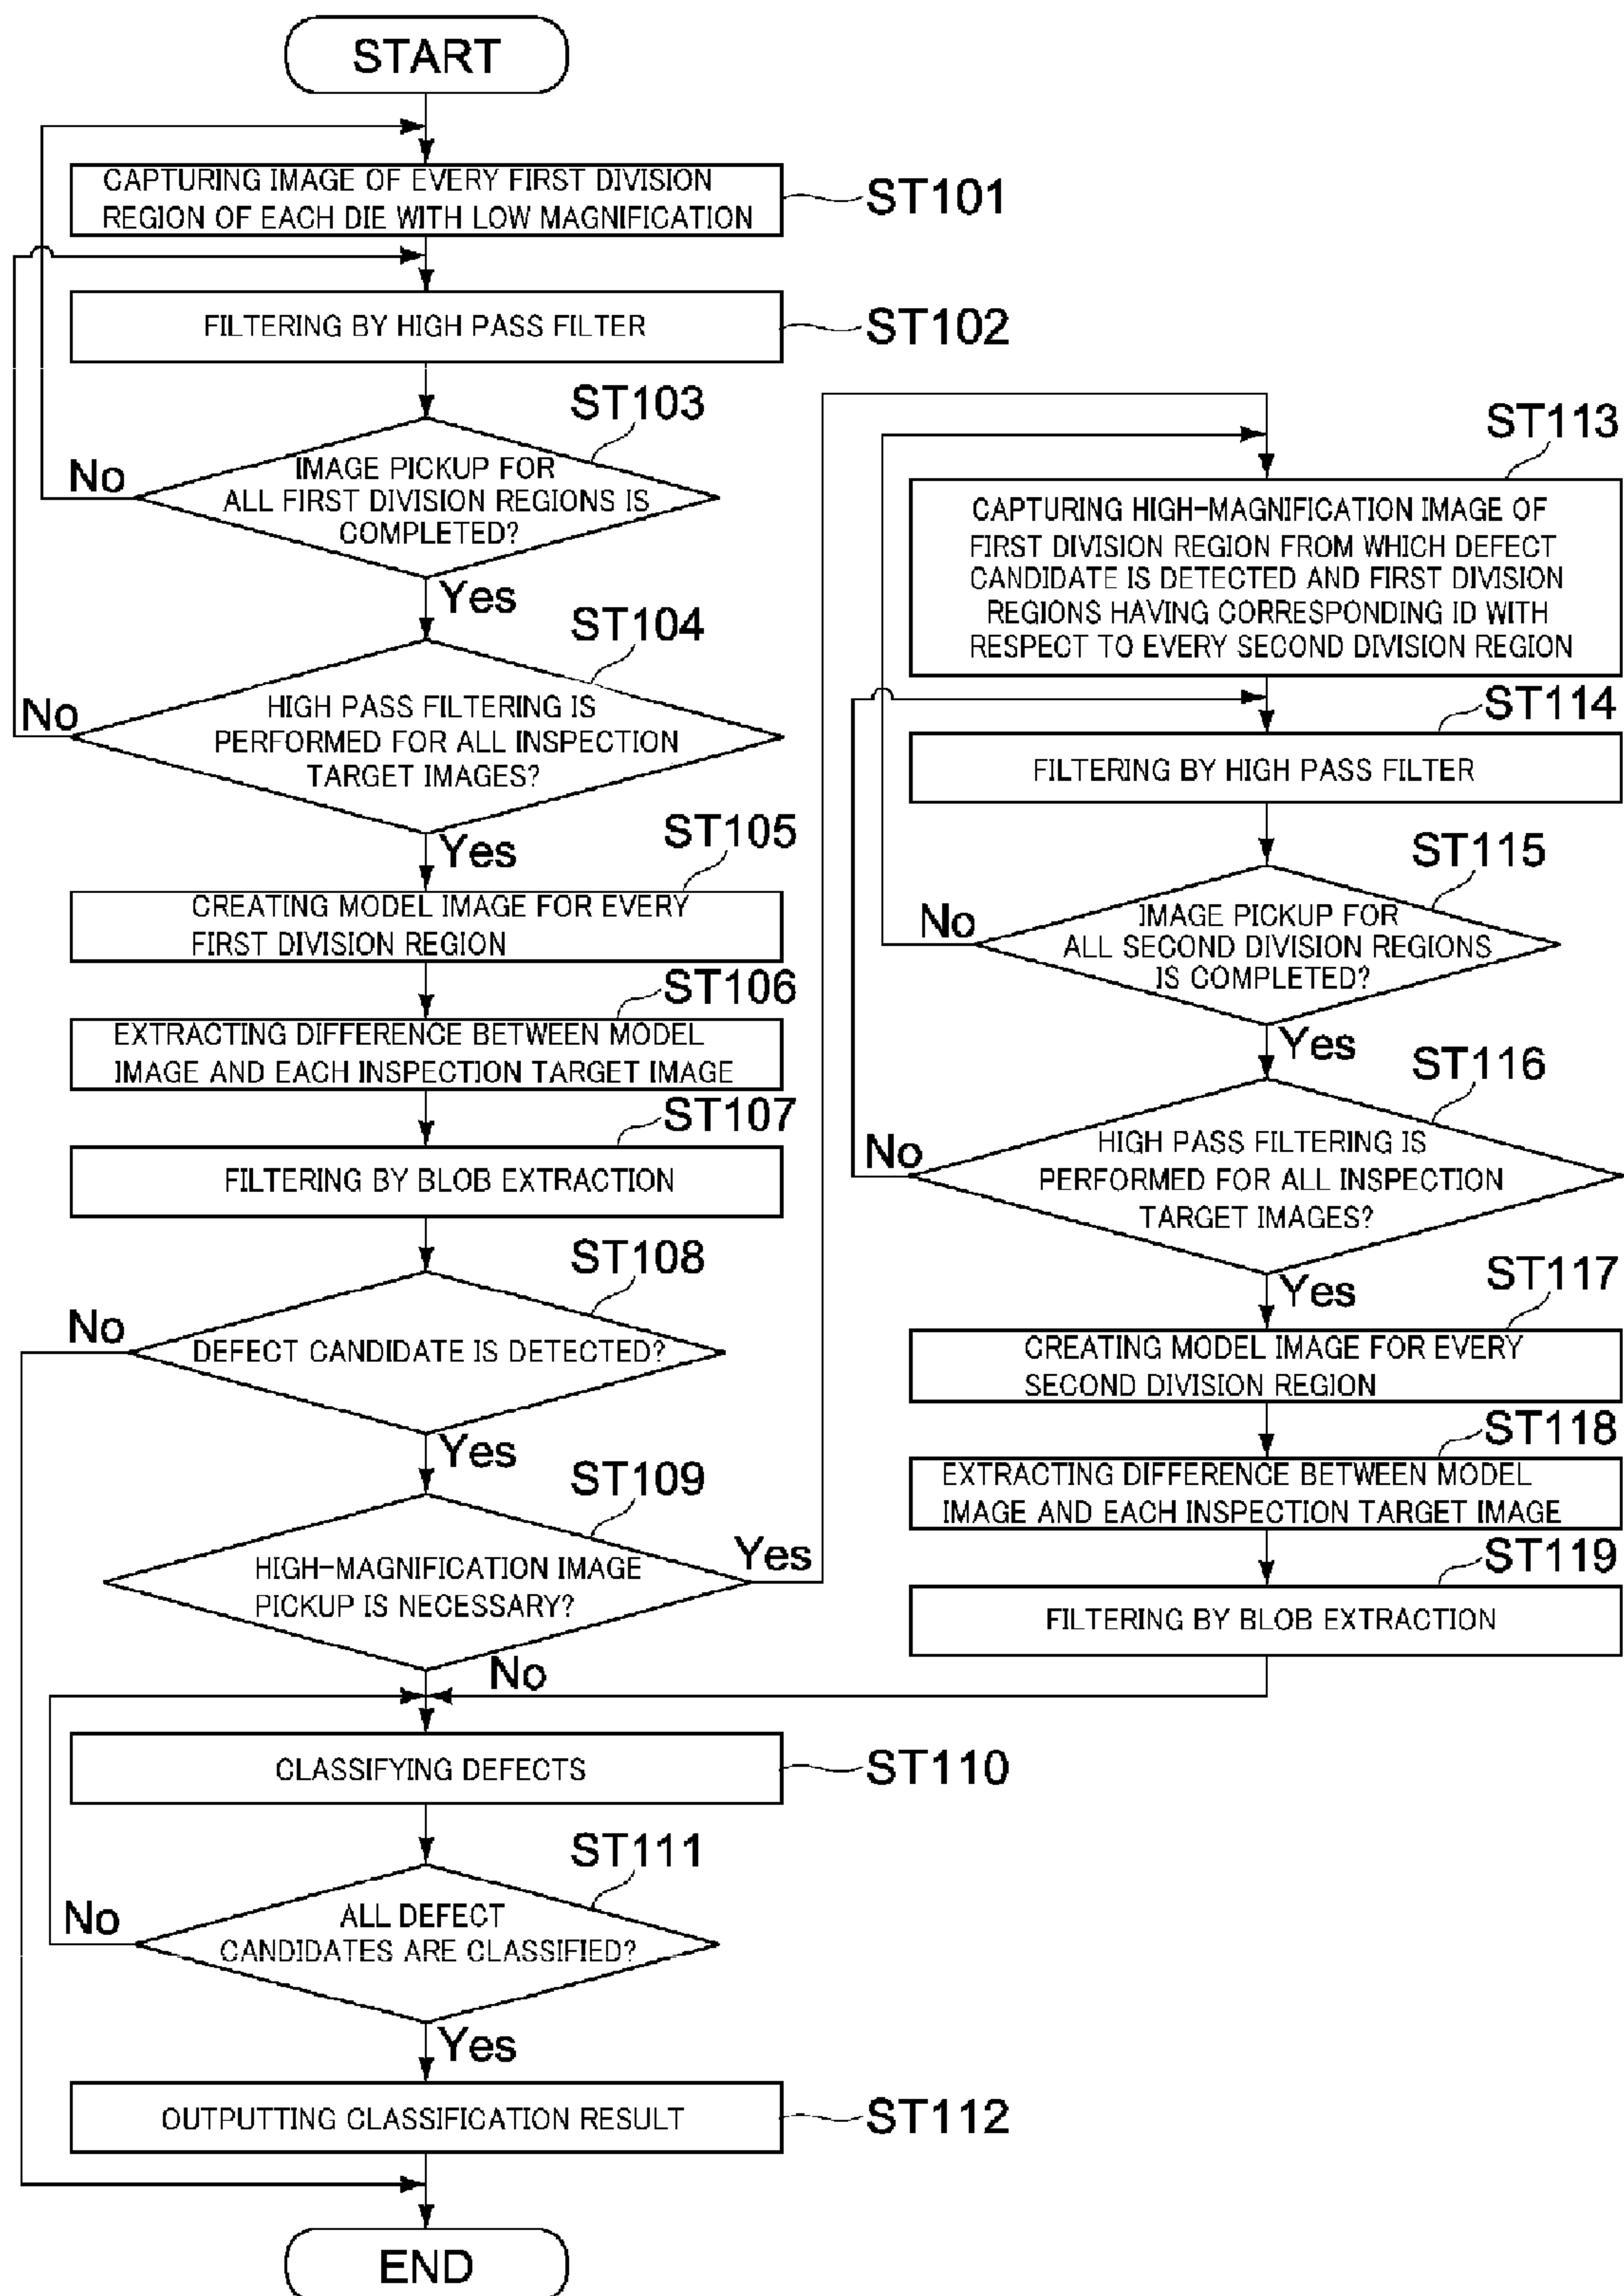 START
CAPTURING IMAGE OF EVERY FIRST DIVISION
REGION OF EACH DIE WITH LOW MAGNIFICATION
ST101
FILTERING BY HIGH PASS FILTER
ST102
ST103
IMAGE PICKUP FOR
ALL FIRST DIVISION REGIONS IS
COMPLETED?
No
Yes
ST104
HIGH PASS FILTERING IS
PERFORMED FOR ALL INSPECTION
TARGET IMAGES?
No
Yes
ST105
CREATING MODEL IMAGE FOR EVERY
FIRST DIVISION REGION
ST106
EXTRACTING DIFFERENCE BETWEEN MODEL
IMAGE AND EACH INSPECTION TARGET IMAGE
ST107
FILTERING BY BLOB EXTRACTION
ST108
No
DEFECT CANDIDATE IS DETECTED?
Yes
ST109
HIGH-MAGNIFICATION IMAGE
PICKUP IS NECESSARY?
Yes
No
CLASSIFYING DEFECTS
ST110
ST111
No
ALL DEFECT
CANDIDATES ARE CLASSIFIED?
Yes
OUTPUTTING CLASSIFICATION RESULT
ST112
END
ST113
CAPTURING HIGH-MAGNIFICATION IMAGE OF
FIRST DIVISION REGION FROM WHICH DEFECT
CANDIDATE IS DETECTED AND FIRST DIVISION
REGIONS HAVING CORRESPONDING ID WITH
RESPECT TO EVERY SECOND DIVISION REGION
ST114
FILTERING BY HIGH PASS FILTER
ST115
No
IMAGE PICKUP FOR
ALL SECOND DIVISION REGIONS
IS COMPLETED?
Yes
ST116
No
HIGH PASS FILTERING IS
PERFORMED FOR ALL INSPECTION
TARGET IMAGES?
Yes
ST117
CREATING MODEL IMAGE FOR EVERY
SECOND DIVISION REGION
ST118
EXTRACTING DIFFERENCE BETWEEN MODEL
IMAGE AND EACH INSPECTION TARGET IMAGE
ST119
FILTERING BY BLOB EXTRACTION